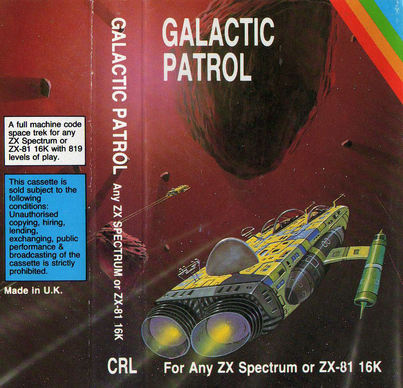 A full machine code
space trek for any
ZX Spectrum or
ZX-81 16K with 819
levels of play.
This cassette is
sold subject to the
following
conditions:
Unauthorised
copying, hiring,
lending,
exchanging, public
performance &
broadcasting of the
cassette is strictly
prohibited.
Made in U.K.
GALACTIC PATROL Any ZX SPECTRUM or ZX-81 16K
CRL
GALACTIC
PATROL
For Any ZX Spectrum or ZX-81 16K